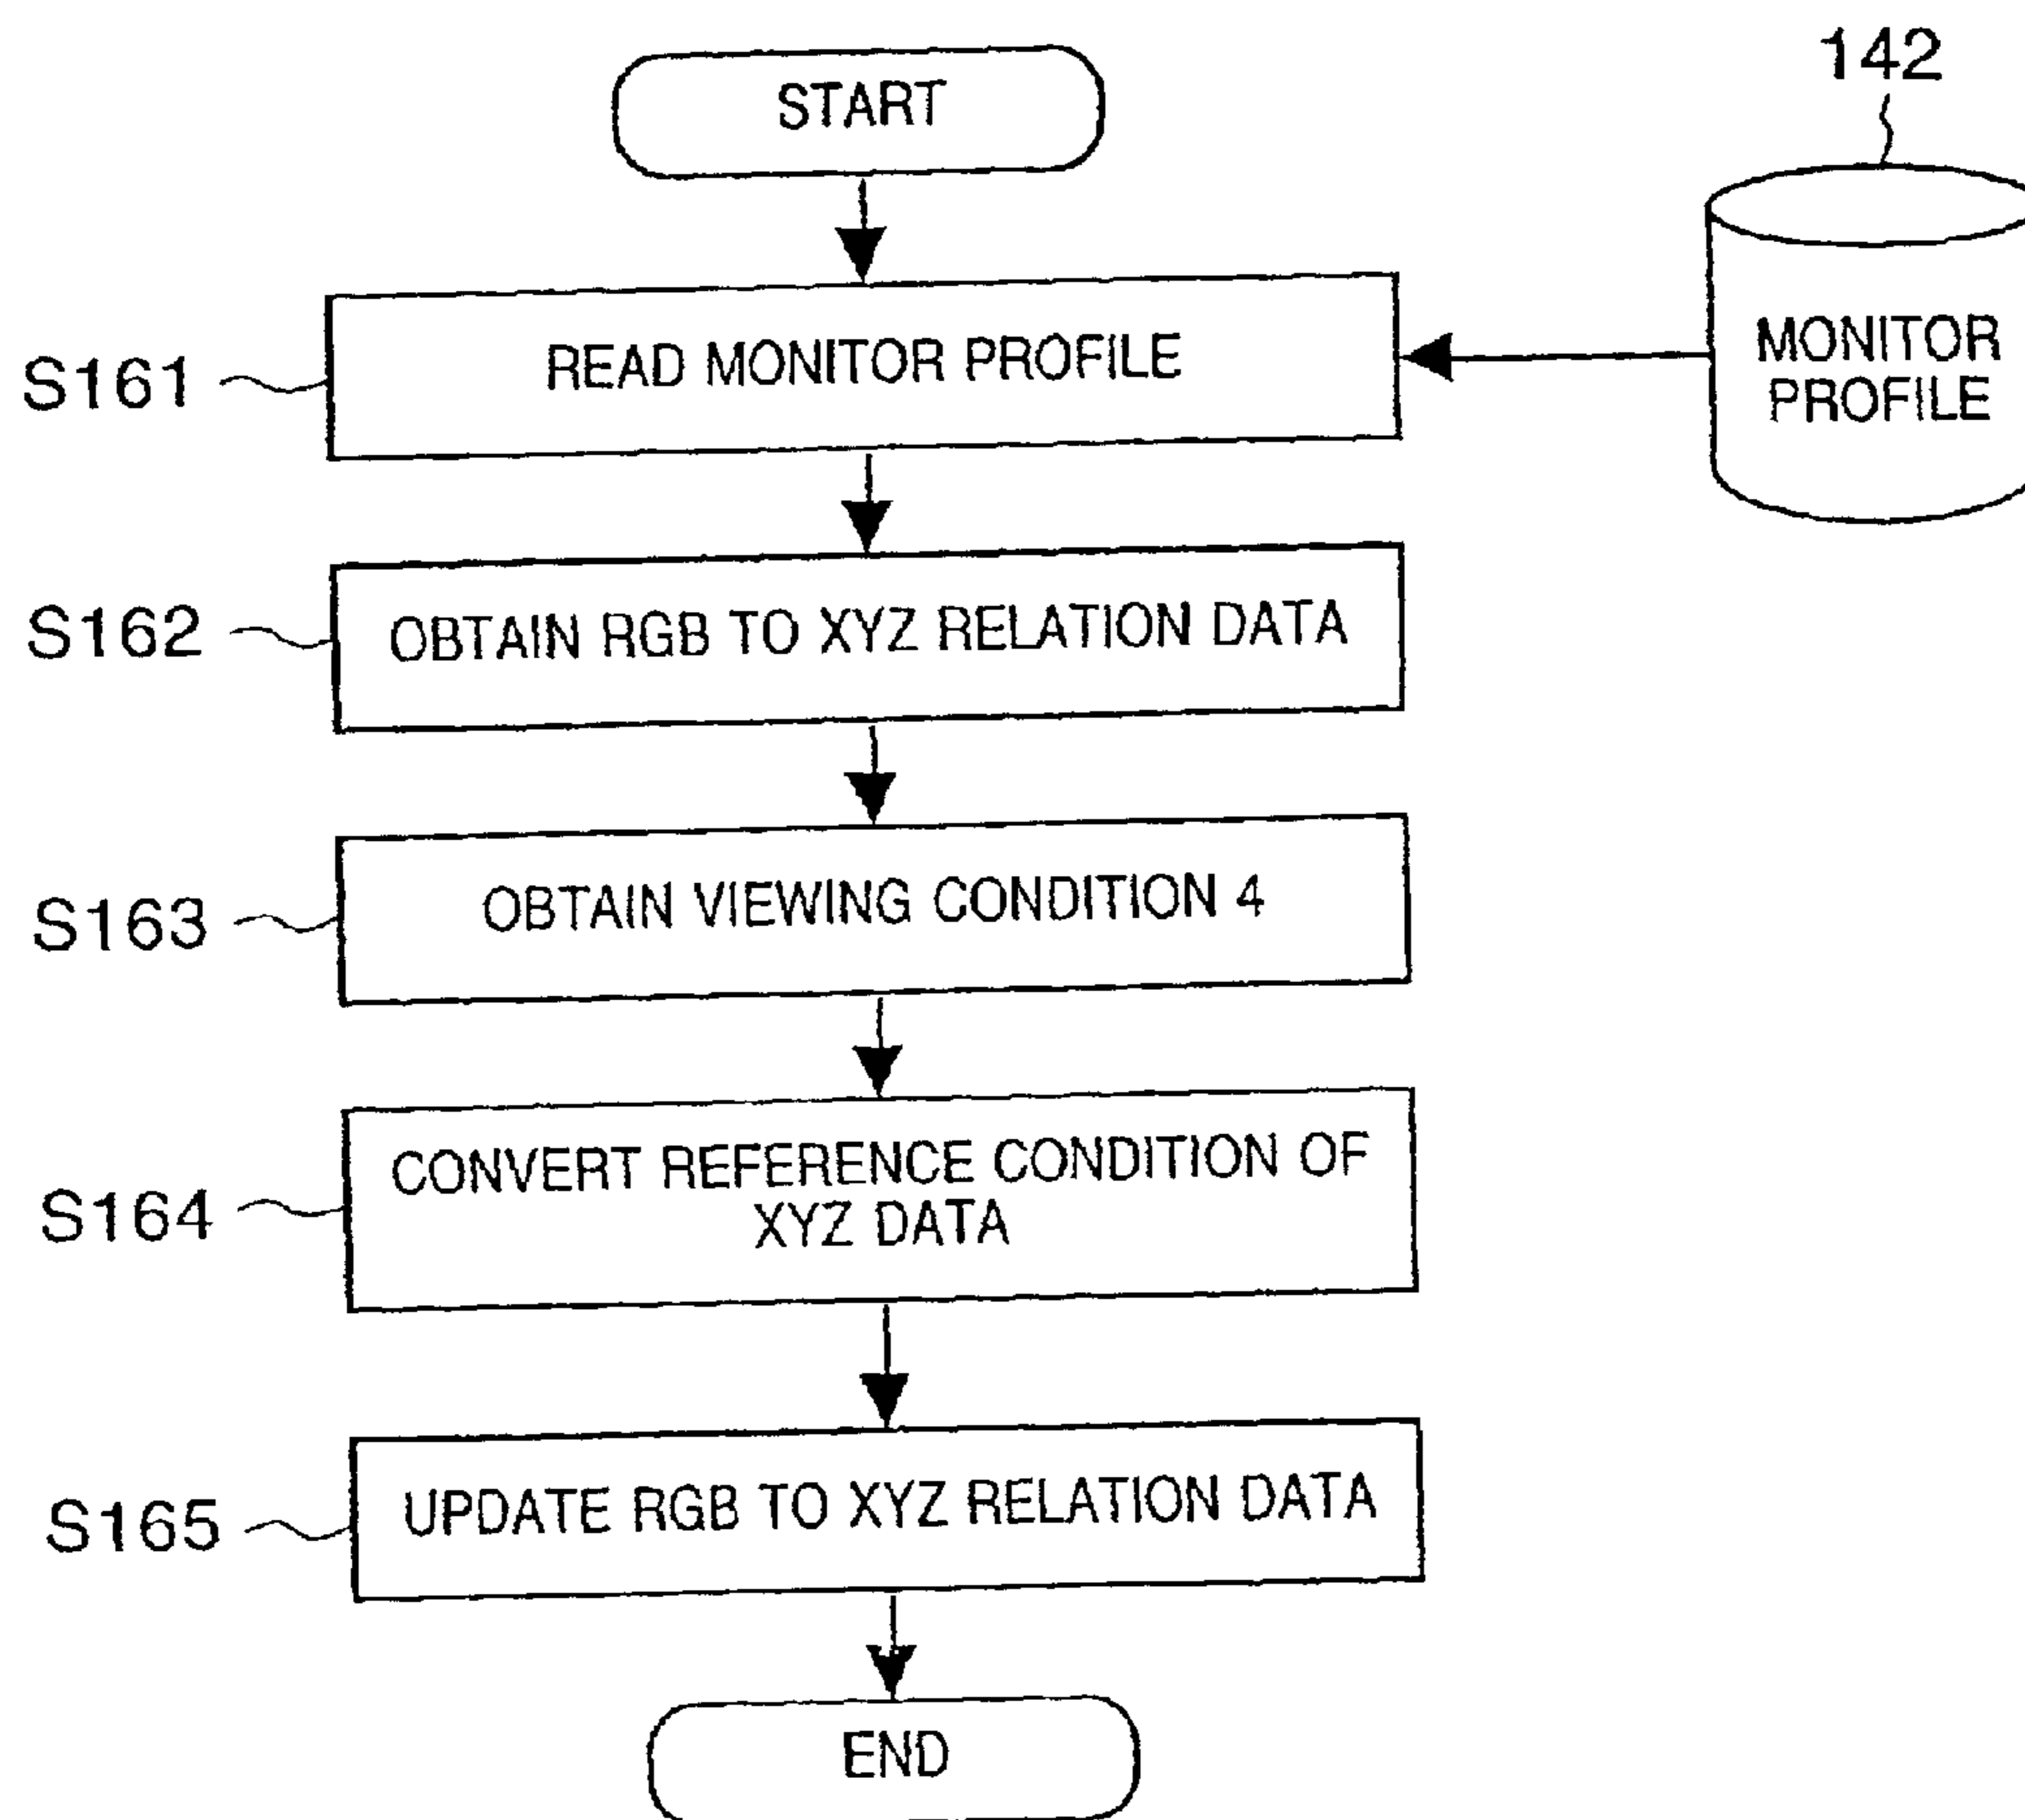 142
START
MONITOR
PROFILE
S161
READ MONITOR PROFILE
S162
OBTAIN RGB TO XYZ RELATION DATA
S163
OBTAIN VIEWING CONDITION 4
S164
CONVERT REFERENCE CONDITION OF
XYZ DATA
S165
UPDATE RGB TO XYZ RELATION DATA
END